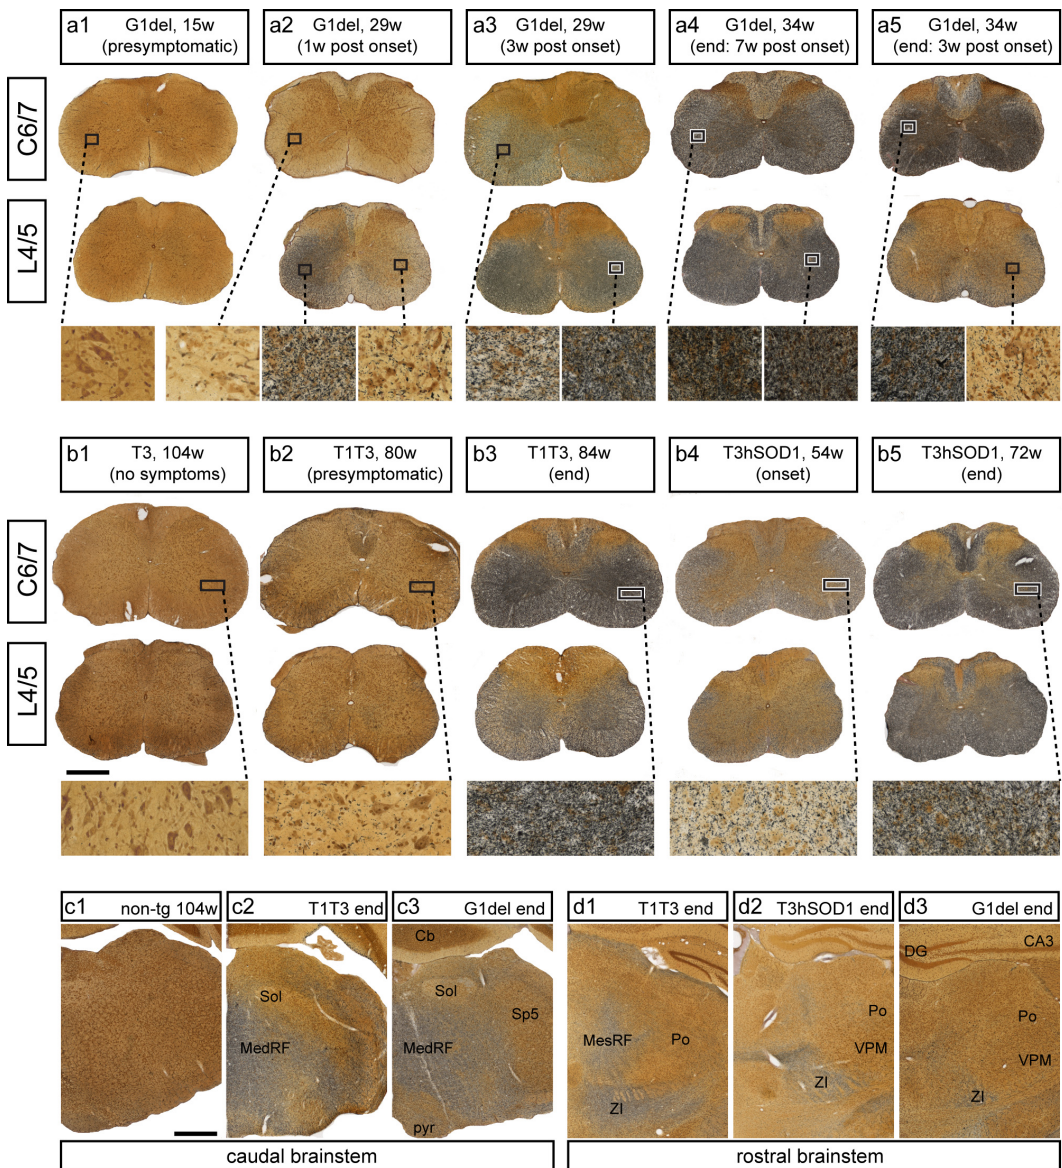 a1 G1del, 15w
(presymptomatic)
a2 G1del, 29w
(1w post onset)
a3 G1del, 29w
(3w post onset)
a4 G1del, 34w
(end: 7w post onset)
a5 G1del, 34w
(end: 3w post onset)
C6/7
L4/5
b1 T3, 104w
(no symptoms)
b2 T1T3, 80w
(presymptomatic)
b3 T1T3, 84w
(end)
b4 T3hSOD1, 54w
(onset)
b5 T3hSOD1, 72w
(end)
C6/7
L4/5
c1 non-tg 104w
c2 T1T3 end
c3 G1del end
d1 T1T3 end
d2 T3hSOD1 end
d3 G1del end
Cb
Sol
MedRF
Sol
Sp5
MedRF
pyr
MesRF
Po
ZI
Po
VPM
ZI
DG
CA3
Po
VPM
ZI
caudal brainstem
rostral brainstem